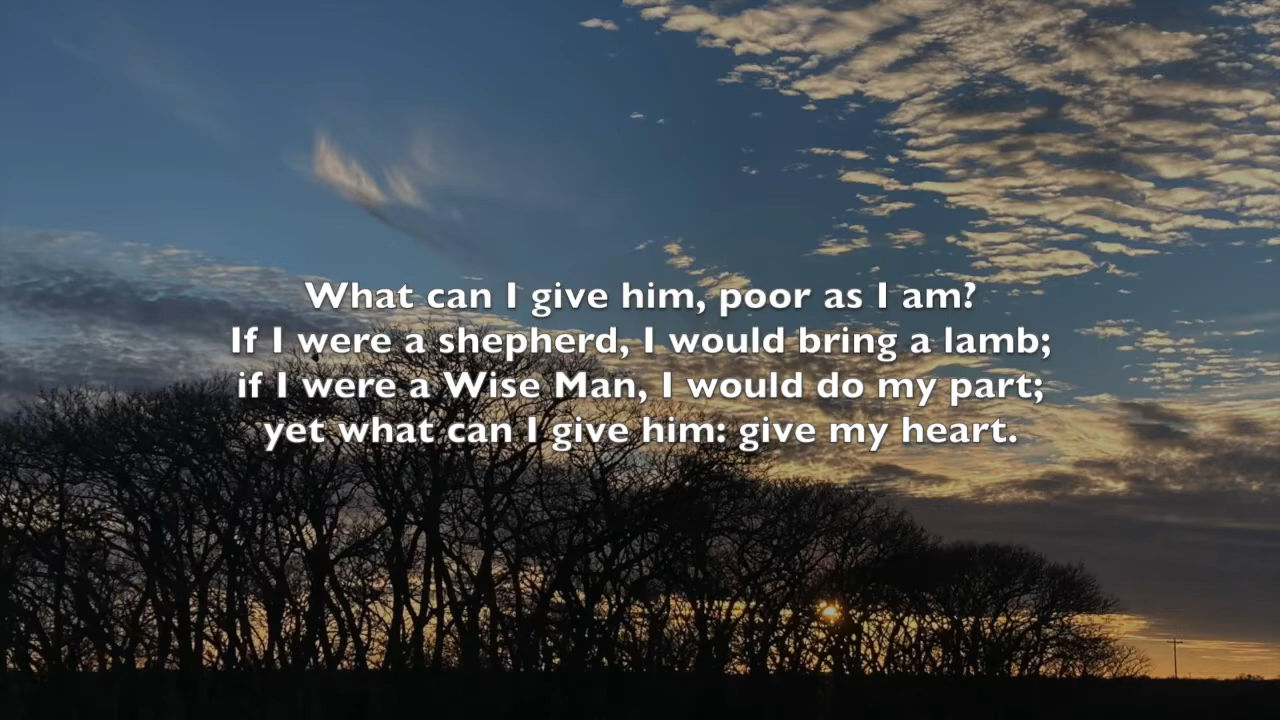 What can I give him, poor as I am?
If I were a shepherd, I would bring a lamb;
if I were a Wise Man, I would do my part;
yet what can I give him: give my heart.